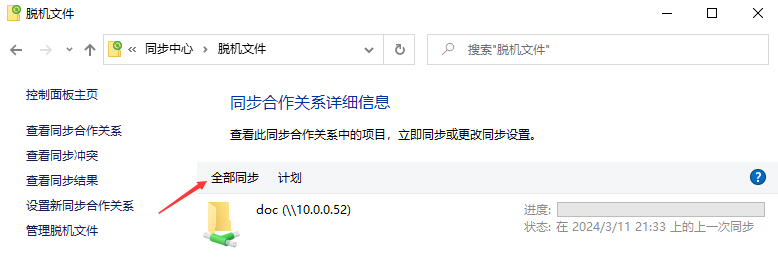 脱机文件
同步中心 脱机文件 搜索"脱机文件"
控制面板主页
查看同步合作关系
查看同步冲突
查看同步结果
设置新同步合作关系
管理脱机文件
同步合作关系详细信息
查看此同步合作关系中的项目，立即同步或更改同步设置。
全部同步 计划
doc (\\10.0.0.52)
进度:
状态: 在 2024/3/11 21:33 上的上一次同步